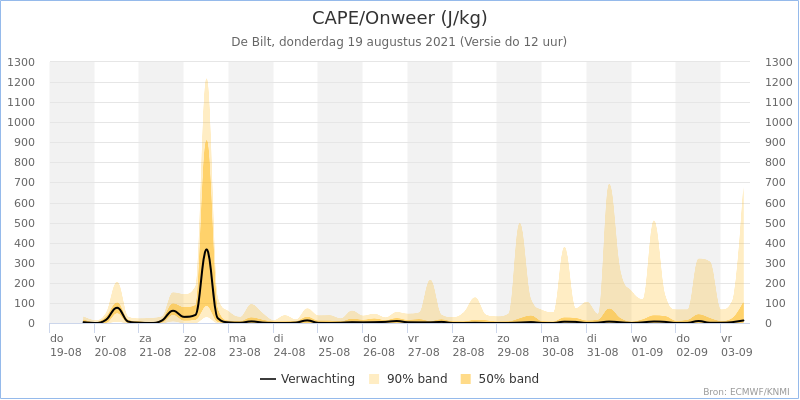 CAPE/Onweer (J/kg)
De Bilt, donderdag 19 augustus 2021 (Versie do 12 uur)
1300 1300
1200 1200
1100 1100
1000 1000
900 900
800 800
700 700
600 600
500 500
400 400
300 300
200 200
100 100
0 0
do vr za zo ma di wo do vr za zo ma di wo do vr
19-08 20-08 21-08 22-08 23-08 24-08 25-08 26-08 27-08 28-08 29-08 30-08 31-08 01-09 02-09 03-09
Verwachting 90% band 50% band
Bron: ECMWF/KNMI